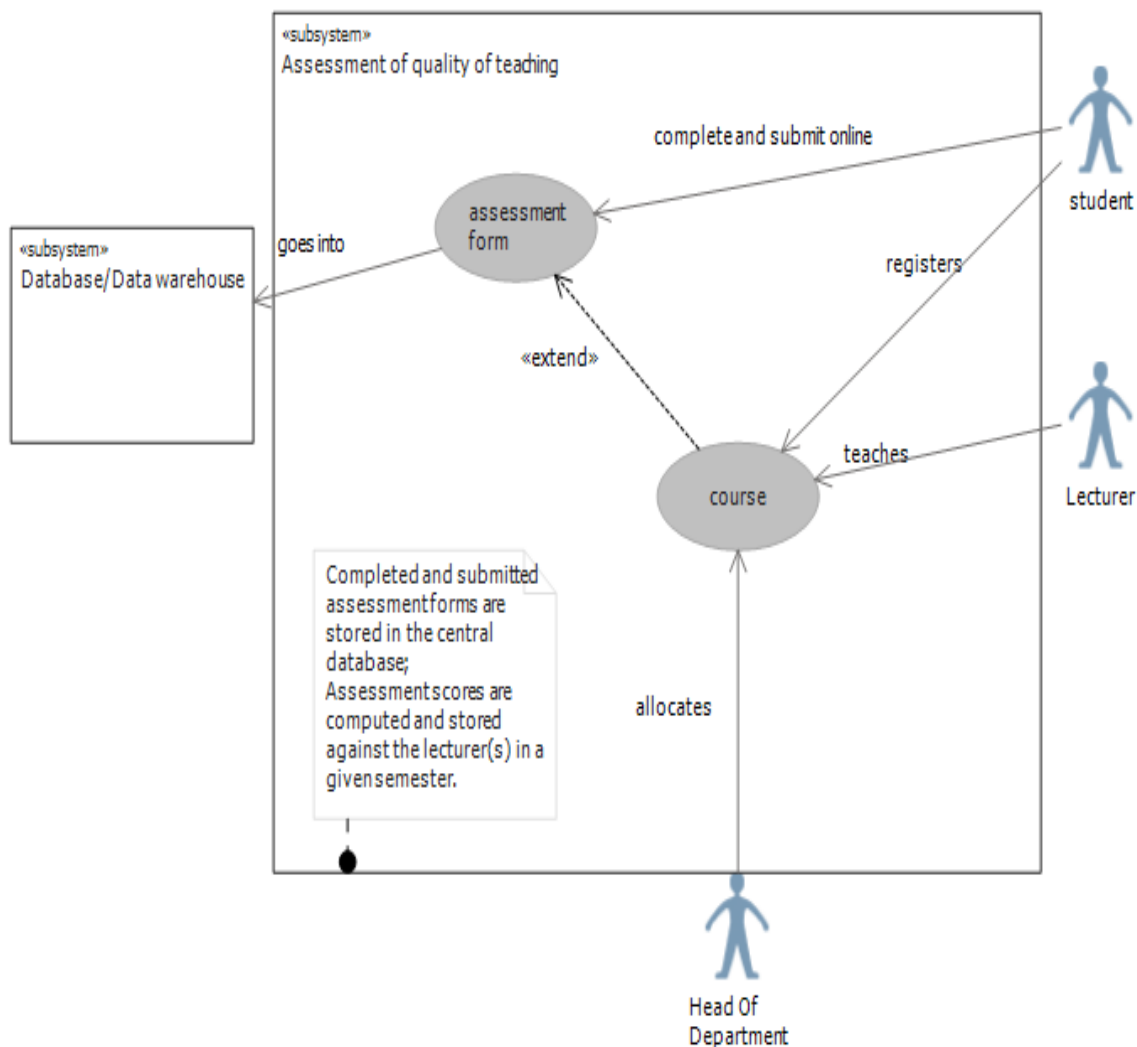 «subsystem»
Assessment of quality of teaching
complete and submit online
student
assessment
form
«subsystem»
Database/Data warehouse
goes into
registers
«extend»
teaches
Lecturer
course
Completed and submitted
assessment forms are
stored in the central
database;
Assessment scores are
computed and stored
against the lecturer(s) in a
given semester.
allocates
Head Of
Department